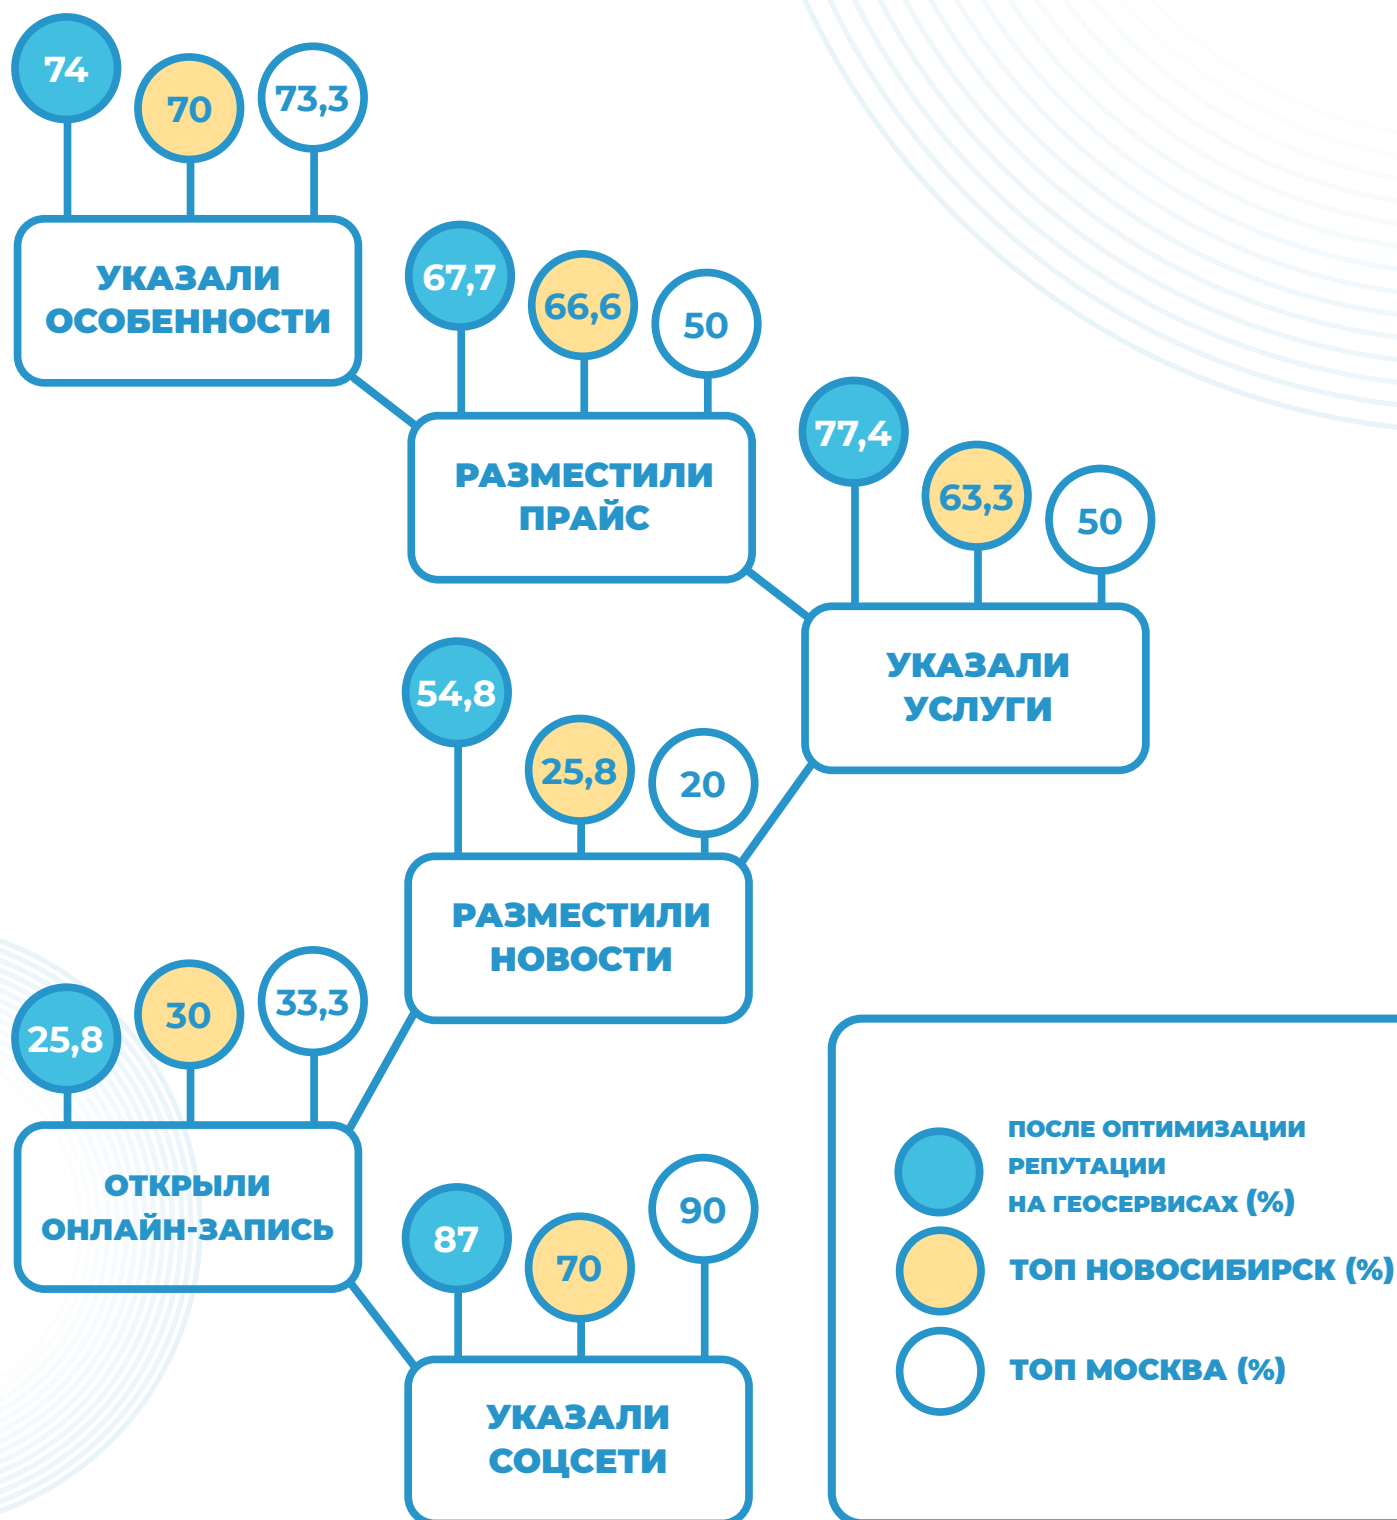 74
70
73,3
УКАЗАЛИ
ОСОБЕННОСТИ
67,7
66,6
50
РАЗМЕСТИЛИ
ПРАЙС
77,4
63,3
50
УКАЗАЛИ
УСЛУГИ
54,8
25,8
20
РАЗМЕСТИЛИ
НОВОСТИ
25,8
30
33,3
ОТКРЫЛИ
ОНЛАЙН-ЗАПИСЬ
87
70
90
УКАЗАЛИ
СОЦСЕТИ
ПОСЛЕ ОПТИМИЗАЦИИ
РЕПУТАЦИИ
НА ГЕОСЕРВИСАХ (%)
ТОП НОВОСИБИРСК (%)
ТОП МОСКВА (%)